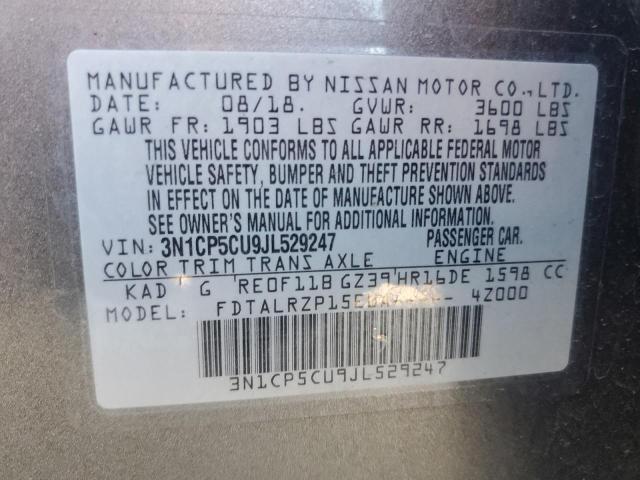 MANUFACTURED BY NISSAN MOTOR CO., LTD.
DATE: 08/18. GVWR: 3600 LBS
GAWR FR: 1903 LBS GAWR RR: 1698 LBS
THIS VEHICLE CONFORMS TO ALL APPLICABLE FEDERAL MOTOR
VEHICLE SAFETY, BUMPER AND THEFT PREVENTION STANDARDS
IN EFFECT ON THE DATE OF MANUFACTURE SHOWN ABOVE.
SEE OWNER'S MANUAL FOR ADDITIONAL INFORMATION.
VIN: 3N1CP5CU9JL529247 PASSENGER CAR.
COLOR TRIM TRANS AXLE ENGINE
KAD G RE0F11B GZ39 HR16DE 1598 CC
MODEL: 4Z000
3N1CP5CU9JL529247